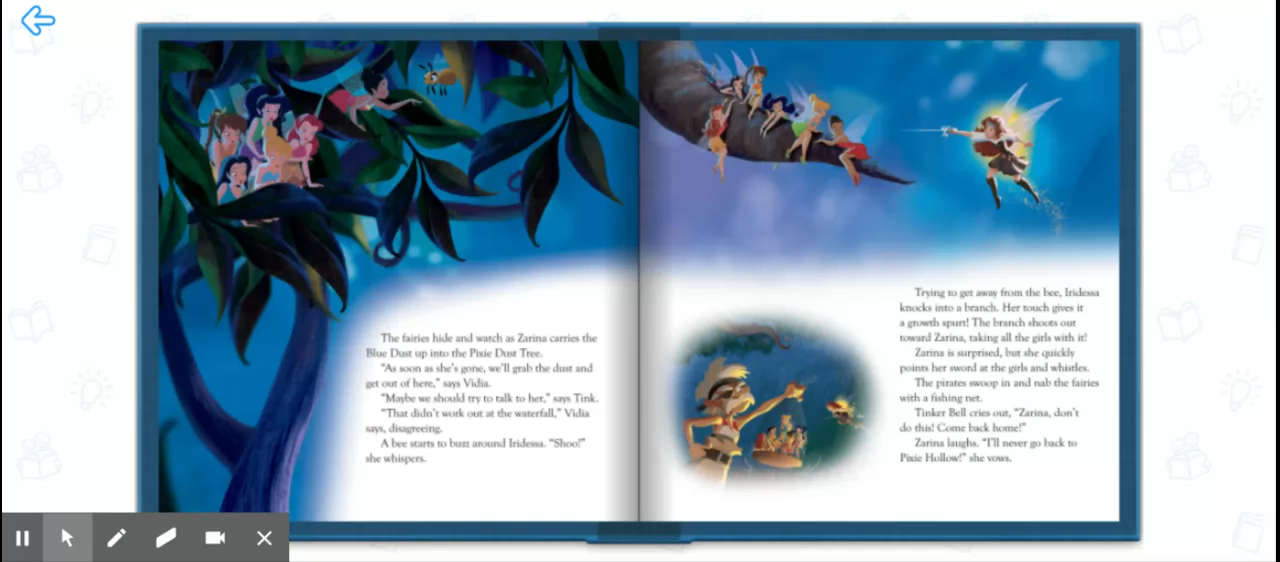 The fairies hide and watch as Zarina carries the
Blue Dust up into the Pixie Dust Tree.
“As soon as she’s gone, we’ll grab the dust and
get out of here,” says Vidia.
“Maybe we should try to talk to her,” says Tink.
“That didn’t work out at the waterfall,” Vidia
says, disagreeing.
A bee starts to buzz around Iridessa. “Shoo!”
she whispers.
Trying to get away from the bee, Iridessa
knocks into a branch. Her touch gives it
a growth spurt! The branch shoots out
toward Zarina, taking all the girls with it!
Zarina is surprised, but she quickly
points her sword at the girls and whistles.
The pirates swoop in and nab the fairies
with a fishing net.
Tinker Bell cries out, “Zarina, don’t
do this! Come back home!”
Zarina laughs. “I’ll never go back to
Pixie Hollow!” she vows.